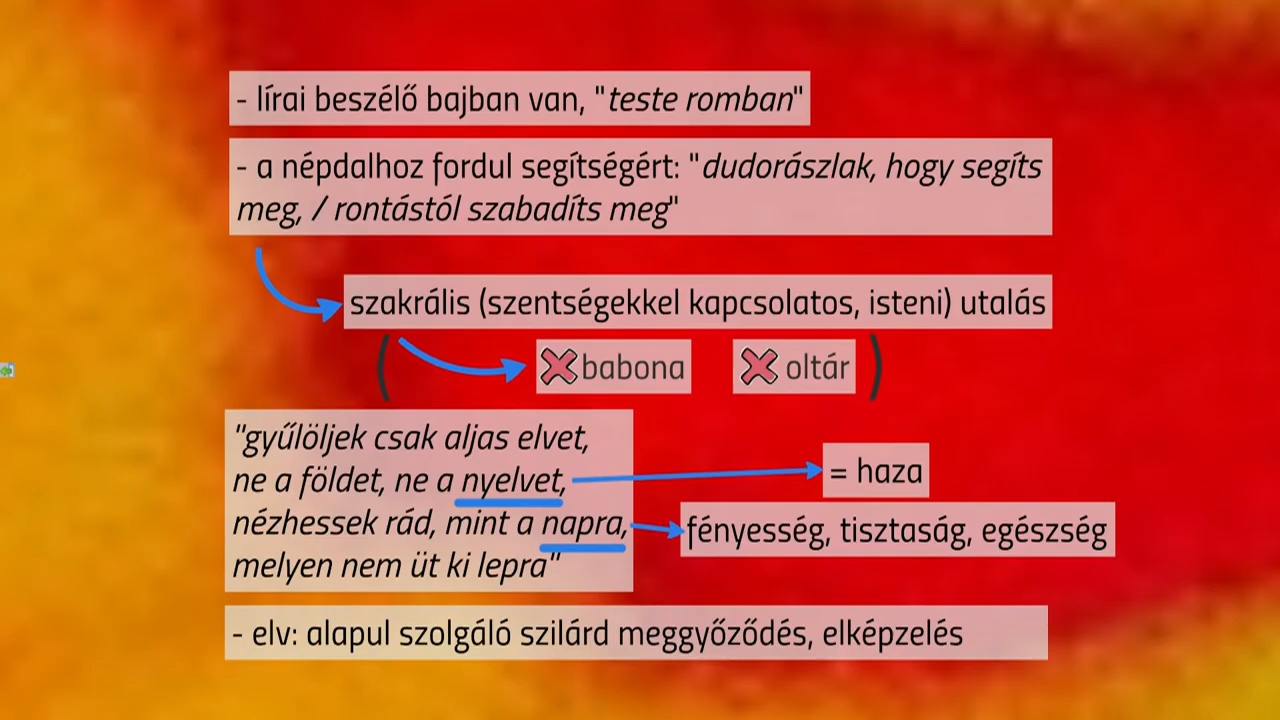 - lírai beszélő bajban van, "teste romban"
- a népdalhoz fordul segítségért: "dudorászlak, hogy segíts
meg, / rontástól szabadíts meg"
szakrális (szentségekkel kapcsolatos, isteni) utalás
( babona oltár )
"gyűlöljek csak aljas elvet,
ne a földet, ne a nyelvet,
= haza
nézhessek rád, mint a napra,
fényesség, tisztaság, egészség
melyen nem üt ki lepra"
- elv: alapul szolgáló szilárd meggyőződés, elképzelés